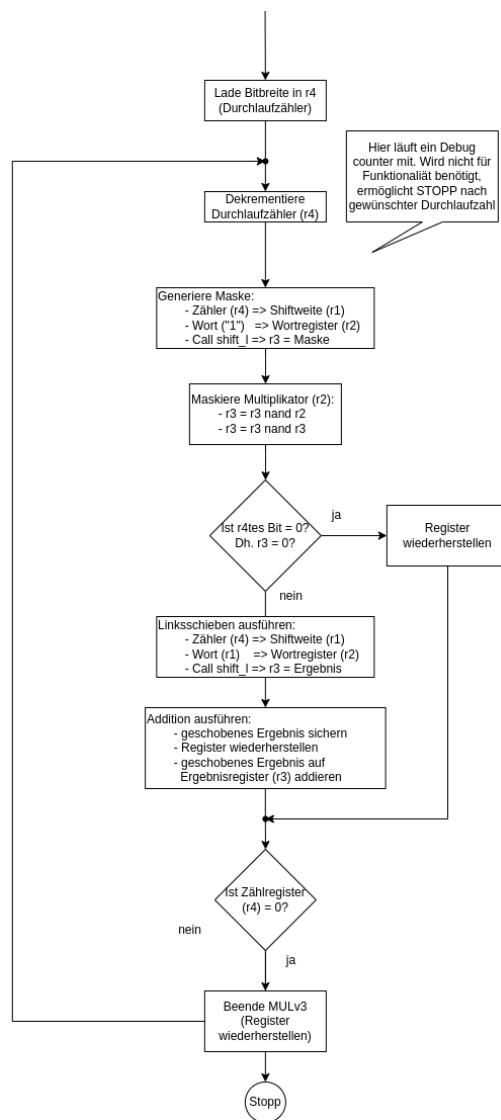 Lade Bitbreite in r4
(Durchlaufzähler)
Hier läuft ein Debug
counter mit. Wird nicht für
Funktionaliät benötigt,
ermöglicht STOPP nach
gewünschter Durchlaufzahl
Dekrementiere
Durchlaufzähler (r4)
Generiere Maske:
- Zähler (r4) => Shiftweite (r1)
- Wort ("1") => Wortregister (r2)
- Call shift_l => r3 = Maske
Maskiere Multiplikator (r2):
- r3 = r3 nand r2
- r3 = r3 nand r3
Ist r4tes Bit = 0?
Dh. r3 = 0?
ja
Register
wiederherstellen
nein
Linksschieben ausführen:
- Zähler (r4) => Shiftweite (r1)
- Wort (r1) => Wortregister (r2)
- Call shift_l => r3 = Ergebnis
Addition ausführen:
- geschobenes Ergebnis sichern
- Register wiederherstellen
- geschobenes Ergebnis auf
Ergebnisregister (r3) addieren
Ist Zählregister
(r4) = 0?
nein
ja
Beende MULv3
(Register
wiederherstellen)
Stopp